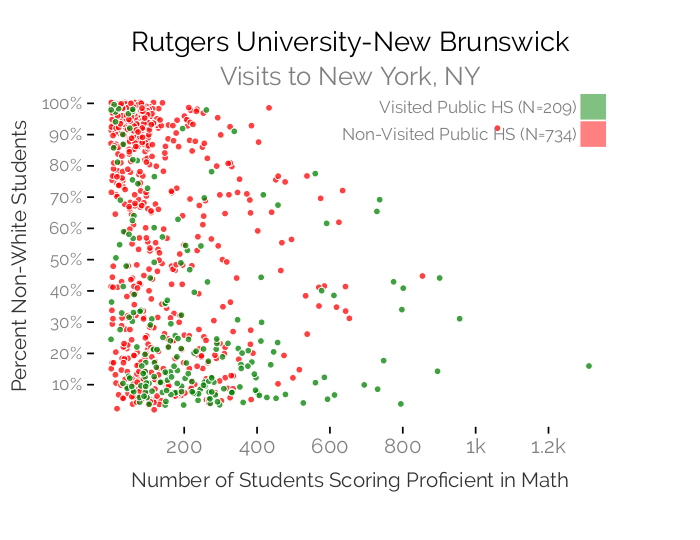 Rutgers University-New Brunswick
Visits to New York, NY
Visited Public HS (N=209)
Non-Visited Public HS (N=734)
Percent Non-White Students
100%
90%
80%
70%
60%
50%
40%
30%
20%
10%
200 400 600 800 1k 1.2k
Number of Students Scoring Proficient in Math